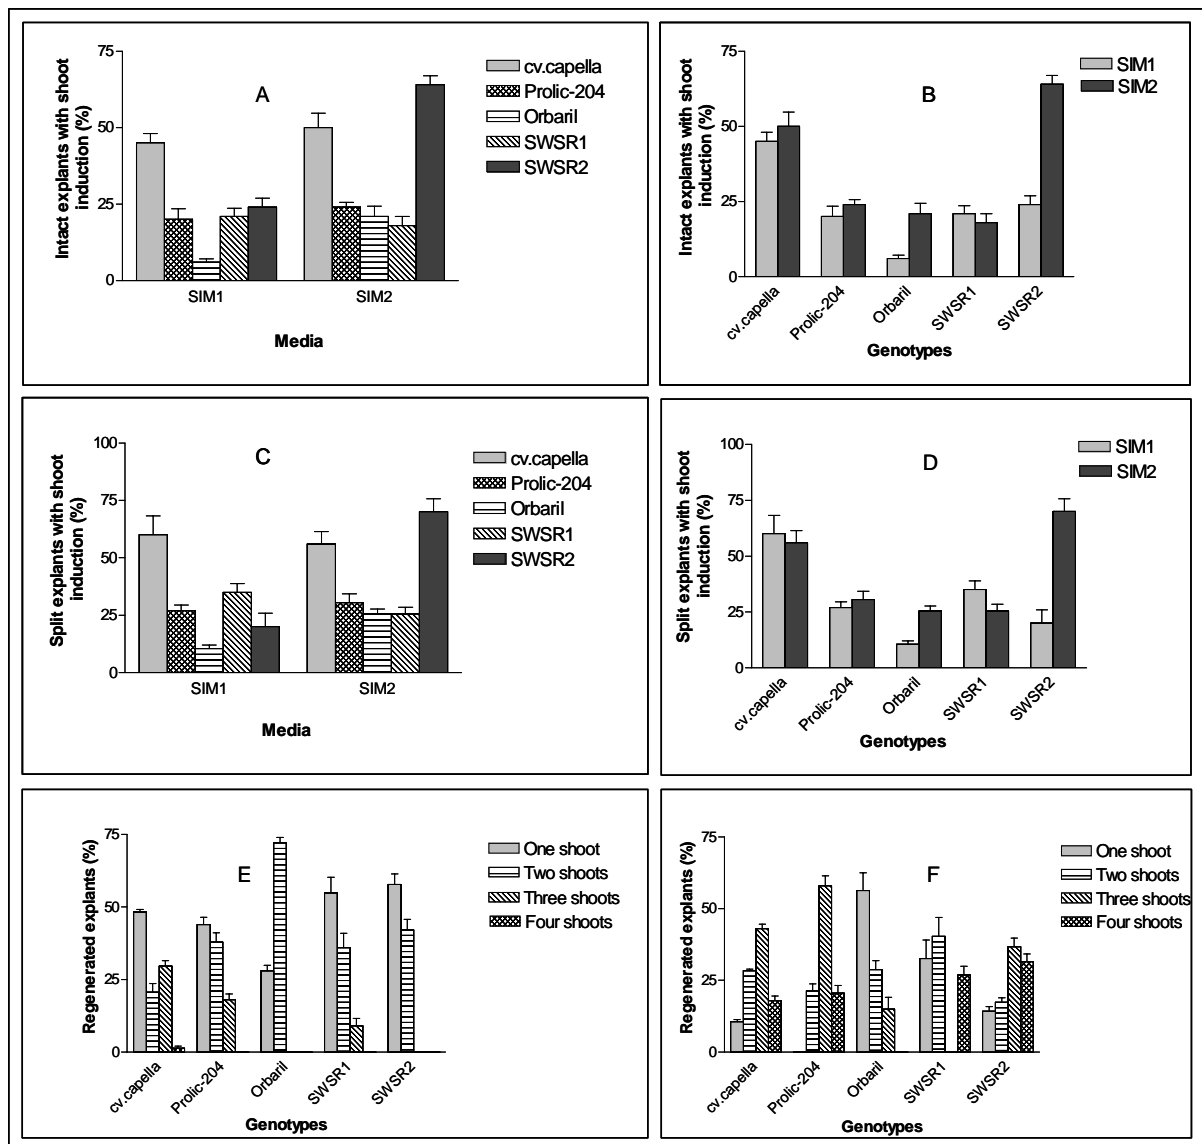 A
Intact explants with shoot
induction (%)
75
50
25
0
SIM1
SIM2
Media
cv.capella
Prolic-204
Orbaril
SWSR1
SWSR2
B
Intact explants with shoot
induction (%)
75
50
25
0
cv.capella
Prolic-204
Orbaril
SWSR1
SWSR2
Genotypes
SIM1
SIM2
C
Split explants with shoot
induction (%)
100
75
50
25
0
SIM1
SIM2
Media
cv.capella
Prolic-204
Orbaril
SWSR1
SWSR2
D
Split explants with shoot
induction (%)
100
75
50
25
0
cv.capella
Prolic-204
Orbaril
SWSR1
SWSR2
Genotypes
SIM1
SIM2
E
Regenerated explants (%)
75
50
25
0
cv.capella
Prolic-204
Orbaril
SWSR1
SWSR2
Genotypes
One shoot
Two shoots
Three shoots
Four shoots
F
Regenerated explants (%)
75
50
25
0
cv.capella
Prolic-204
Orbaril
SWSR1
SWSR2
Genotypes
One shoot
Two shoots
Three shoots
Four shoots